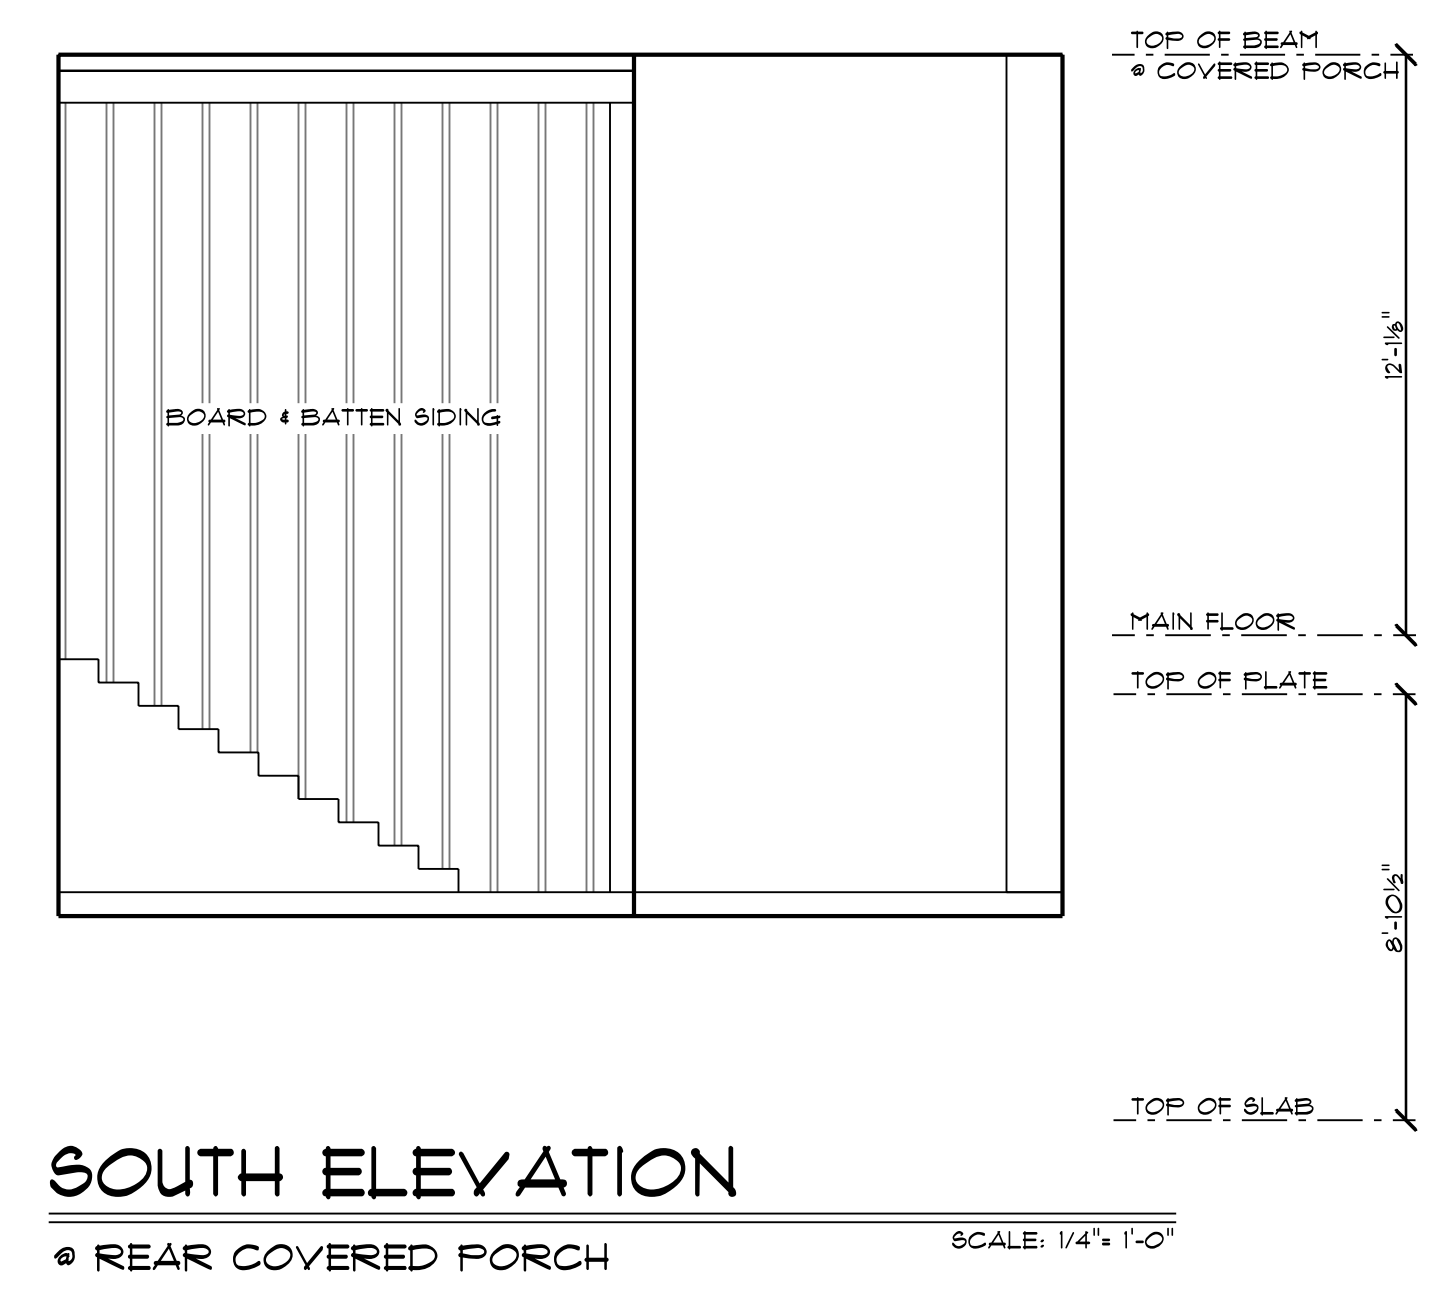 TOP OF BEAM
@ COVERED PORCH
12'-1⅛"
BOARD & BATTEN SIDING
MAIN FLOOR
TOP OF PLATE
8'-10½"
TOP OF SLAB
SOUTH ELEVATION
SCALE: 1/4"= 1'-0"
@ REAR COVERED PORCH